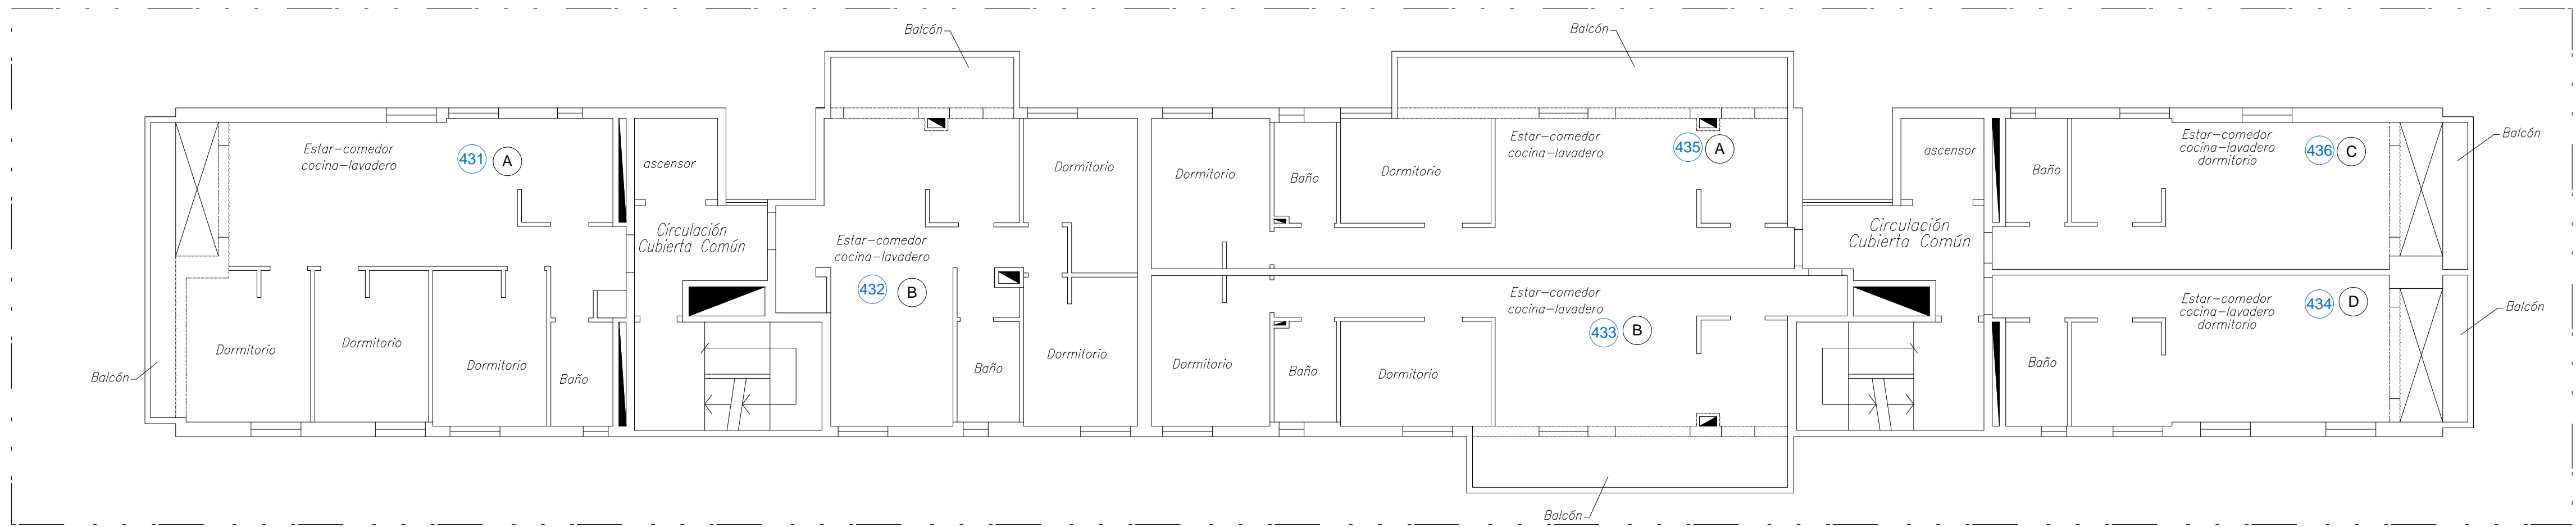 Balcón
Balcón
Estar-comedor
cocina-lavadero
431
A
ascensor
Dormitorio
Dormitorio
Baño
Dormitorio
Estar-comedor
cocina-lavadero
435
A
ascensor
Baño
Estar-comedor
cocina-lavadero
dormitorio
436
C
Balcón
Circulación
Cubierta Común
Estar-comedor
cocina-lavadero
432
B
Circulación
Cubierta Común
Estar-comedor
cocina-lavadero
433
B
Estar-comedor
cocina-lavadero
dormitorio
434
D
Balcón
Balcón
Dormitorio
Dormitorio
Dormitorio
Baño
Baño
Dormitorio
Dormitorio
Baño
Dormitorio
Baño
Balcón